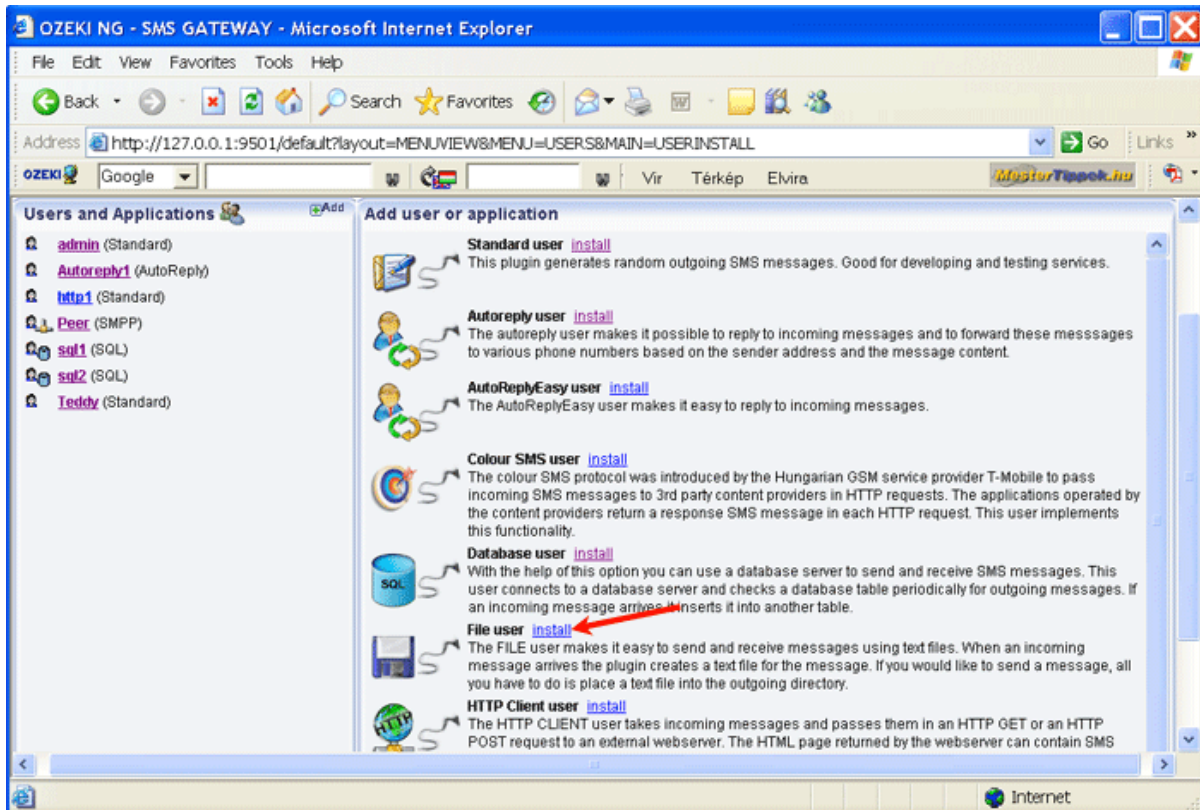 OZEKI NG - SMS GATEWAY - Microsoft Internet Explorer
File Edit View Favorites Tools Help
Back Search Favorites
Address http://127.0.0.1:9501/default?layout=MENUVIEW&MENU=USERS&MAIN=USERINSTALL Go Links »
OZEKI Google Vir Térkép Elvira MesterTippek.hu
Users and Applications Add
admin (Standard)
Autoreply1 (AutoReply)
http1 (Standard)
Peer (SMPP)
sql1 (SQL)
sql2 (SQL)
Teddy (Standard)
Add user or application
Standard user install
This plugin generates random outgoing SMS messages. Good for developing and testing services.
Autoreply user install
The autoreply user makes it possible to reply to incoming messages and to forward these messsages
to various phone numbers based on the sender address and the message content.
AutoReplyEasy user install
The AutoReplyEasy user makes it easy to reply to incoming messages.
Colour SMS user install
The colour SMS protocol was introduced by the Hungarian GSM service provider T-Mobile to pass
incoming SMS messages to 3rd party content providers in HTTP requests. The applications operated by
the content providers return a response SMS message in each HTTP request. This user implements
this functionality.
Database user install
SQL
With the help of this option you can use a database server to send and receive SMS messages. This
user connects to a database server and checks a database table periodically for outgoing messages. If
an incoming message arrives it inserts it into another table.
File user install
The FILE user makes it easy to send and receive messages using text files. When an incoming
message arrives the plugin creates a text file for the message. If you would like to send a message, all
you have to do is place a text file into the outgoing directory.
HTTP Client user install
HTTP
The HTTP CLIENT user takes incoming messages and passes them in an HTTP GET or an HTTP
POST request to an external webserver. The HTML page returned by the webserver can contain SMS
Internet